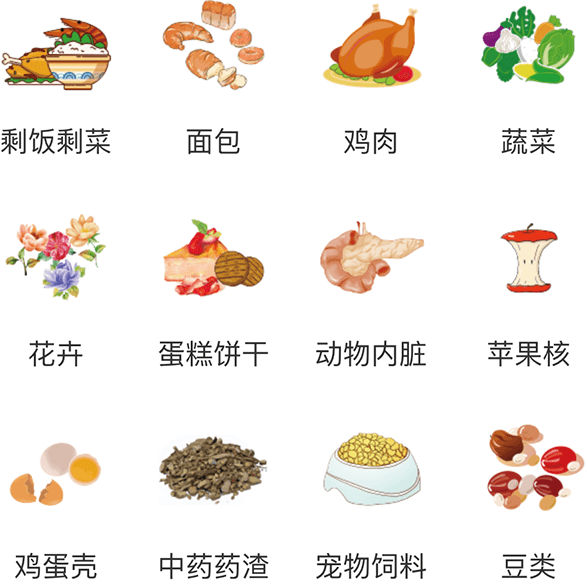 剩饭剩菜 面包 鸡肉 蔬菜
花卉 蛋糕饼干 动物内脏 苹果核
鸡蛋壳 中药药渣 宠物饲料 豆类